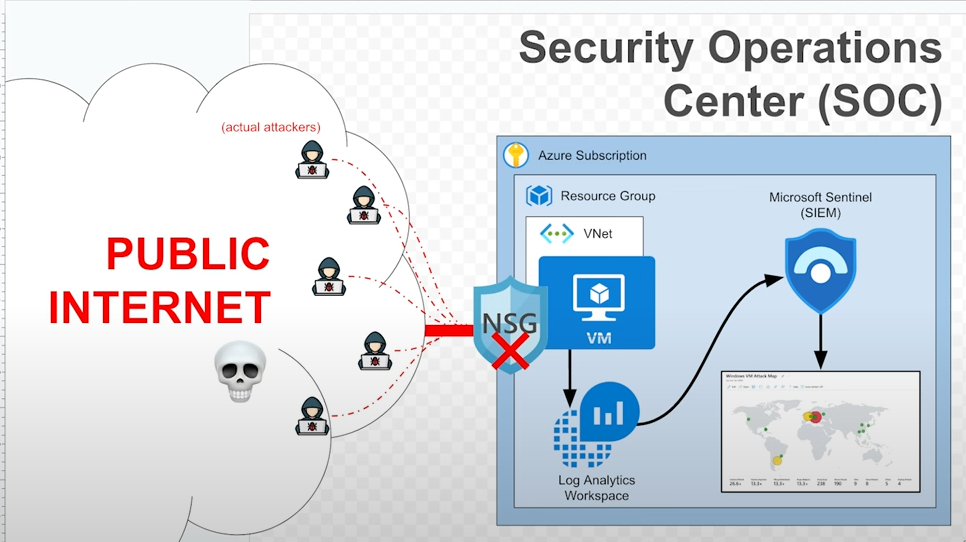 Security Operations
Center (SOC)
(actual attackers)
PUBLIC
INTERNET
Azure Subscription
Resource Group
VNet
VM
NSG
Microsoft Sentinel
(SIEM)
Log Analytics
Workspace
Windows VM Attack Map